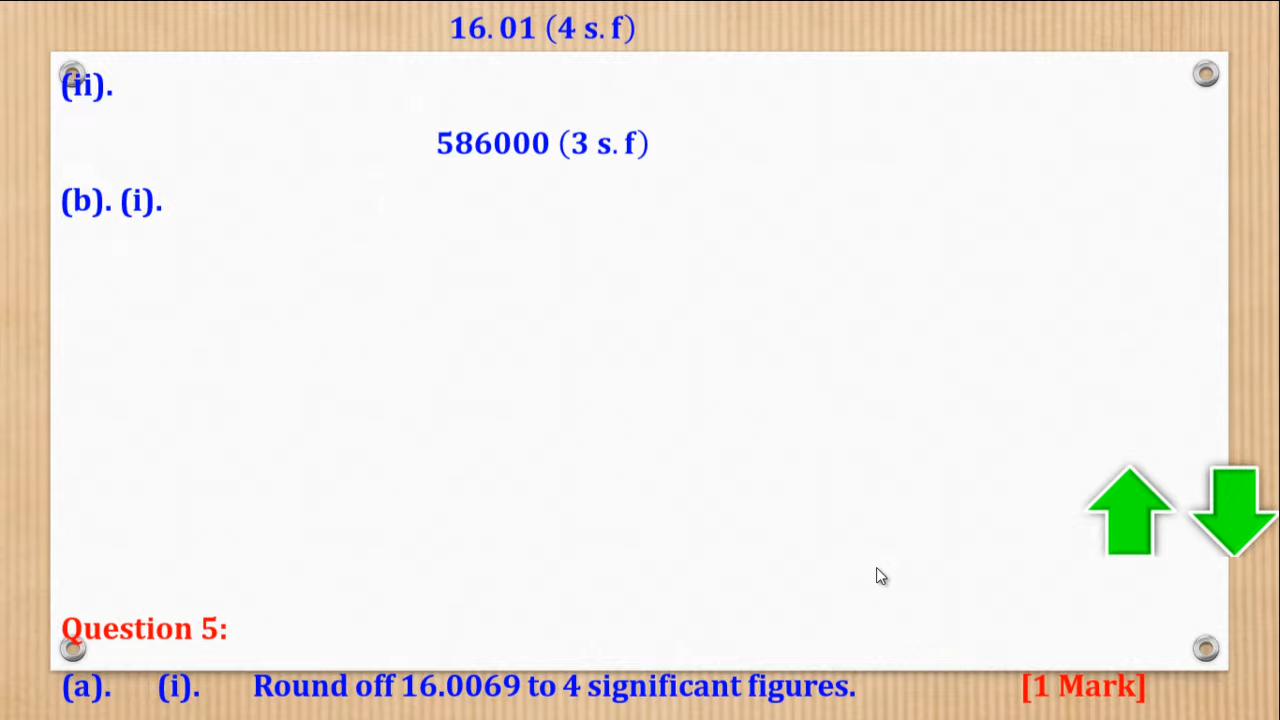 16.01 (4 s.f)
(ii).
586000 (3 s.f)
(b). (i).
Question 5:
(a). (i). Round off 16.0069 to 4 significant figures. [1 Mark]